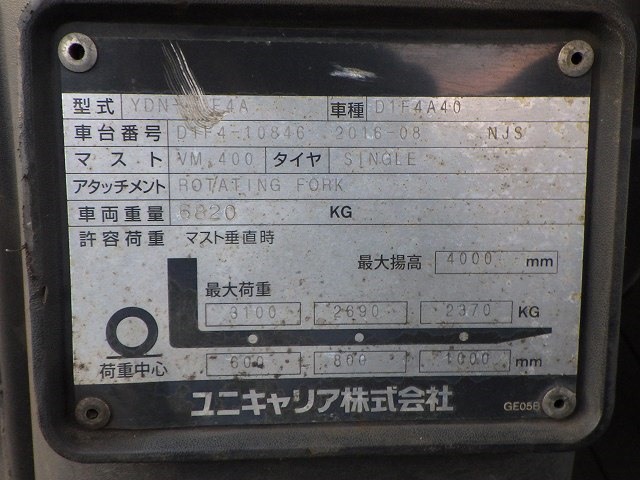 型式 YDN- F4A 車種 D1F4A40
車台番号 D1F4-10846 2016-08 NJS
マスト VM 400 タイヤ SINGLE
アタッチメント ROTATING FORK
車両重量 6820 KG
許容荷重 マスト垂直時
最大揚高 4000 mm
最大荷重
3100 2690 2370 KG
600 800 1000 mm
荷重中心
ユニキャリア株式会社 GE05B